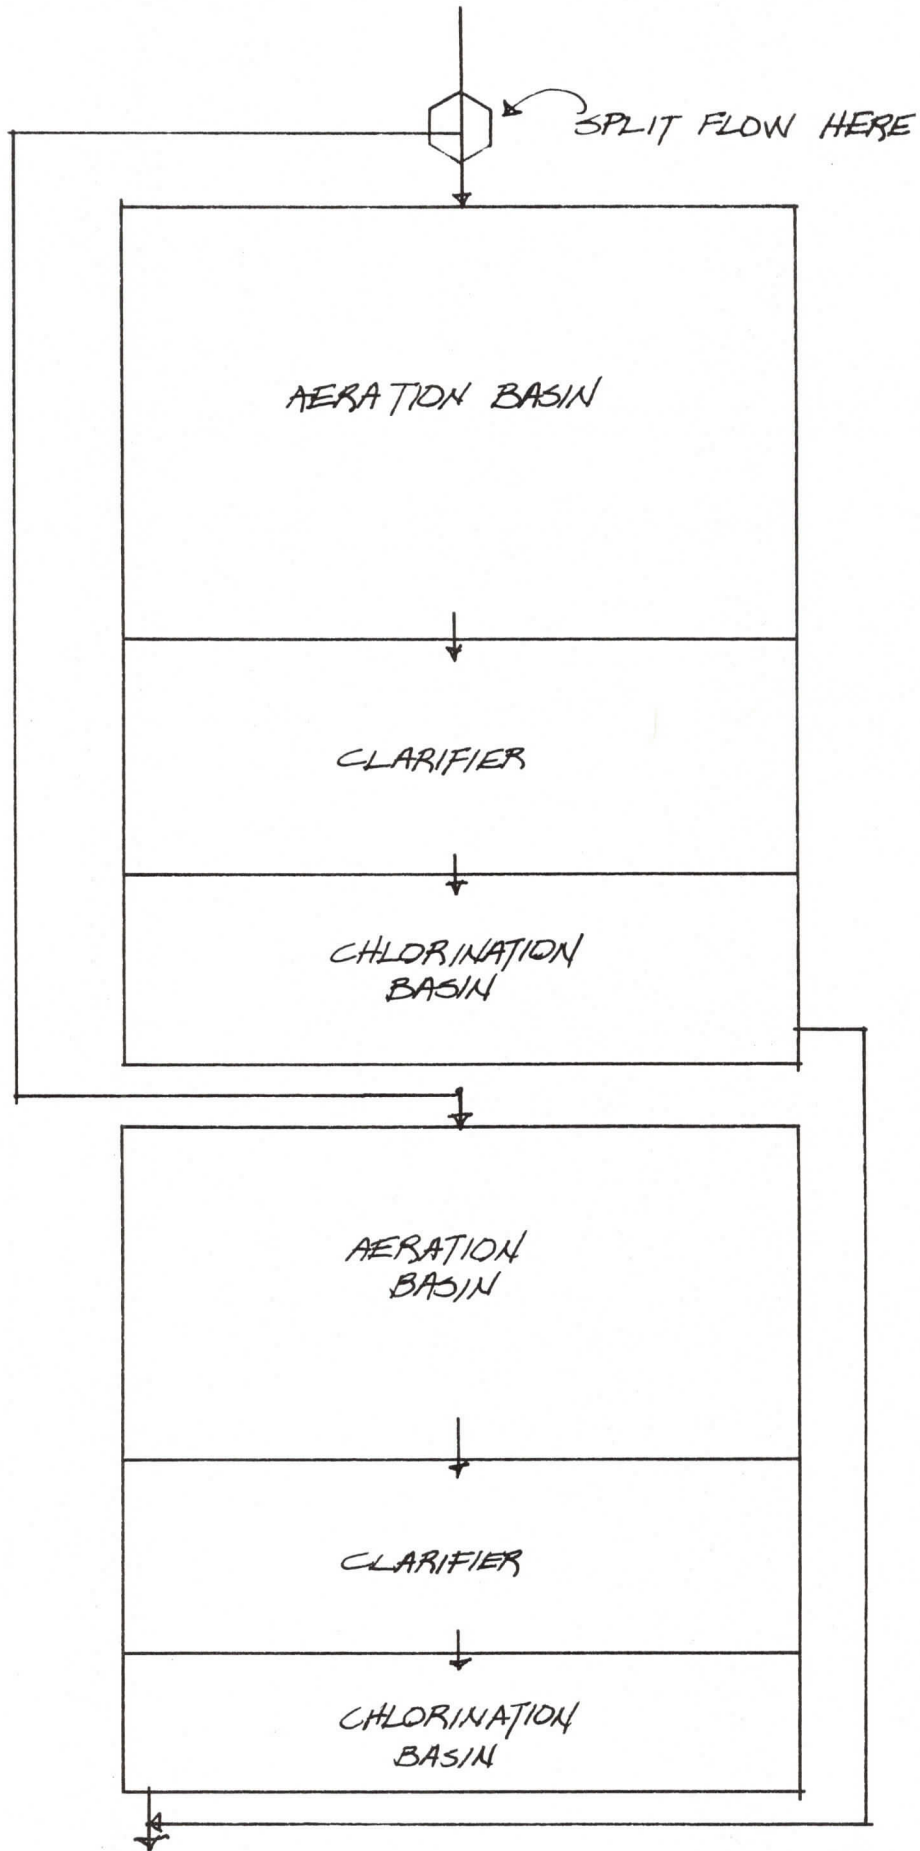 SPLIT FLOW HERE
AERATION BASIN
CLARIFIER
CHLORINATION
BASIN
AERATION
BASIN
CLARIFIER
CHLORINATION
BASIN